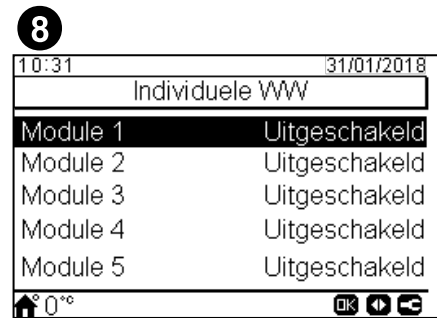 8
10:31 31/01/2018
Individuele WW
Module 1 Uitgeschakeld
Module 2 Uitgeschakeld
Module 3 Uitgeschakeld
Module 4 Uitgeschakeld
Module 5 Uitgeschakeld
0°° OK